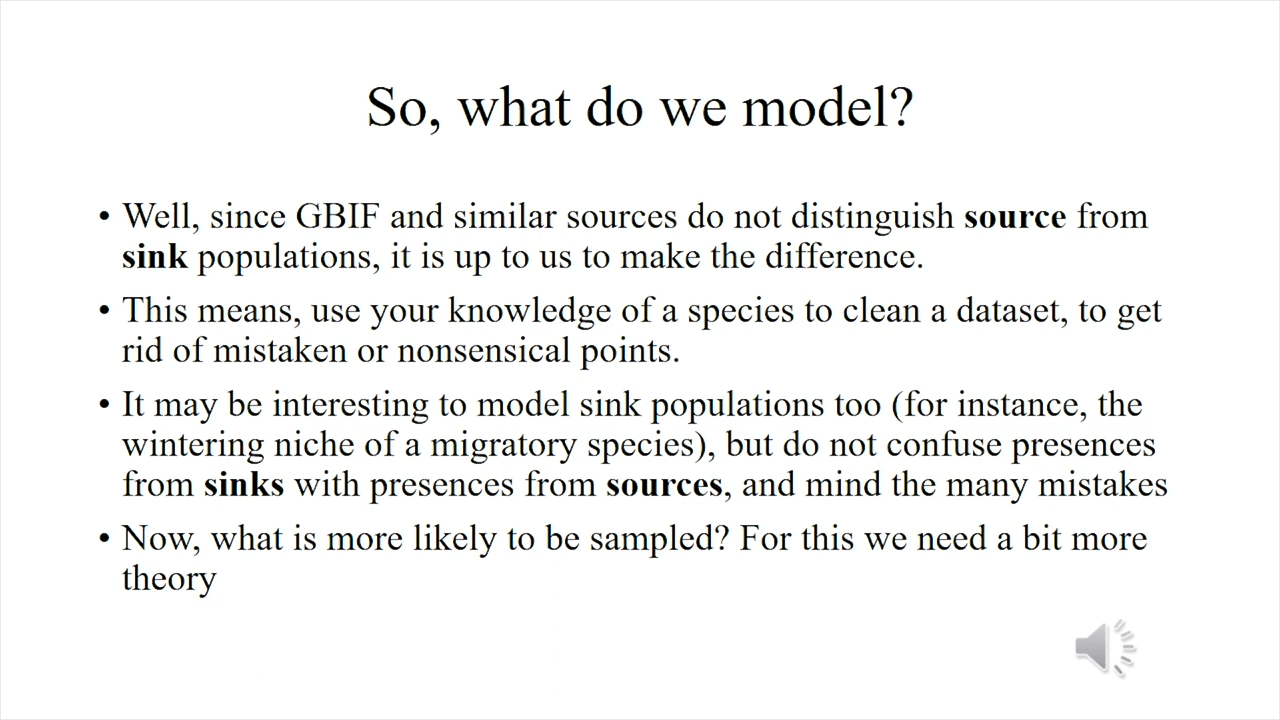 So, what do we model?
• Well, since GBIF and similar sources do not distinguish source from
sink populations, it is up to us to make the difference.
• This means, use your knowledge of a species to clean a dataset, to get
rid of mistaken or nonsensical points.
• It may be interesting to model sink populations too (for instance, the
wintering niche of a migratory species), but do not confuse presences
from sinks with presences from sources, and mind the many mistakes
• Now, what is more likely to be sampled? For this we need a bit more
theory